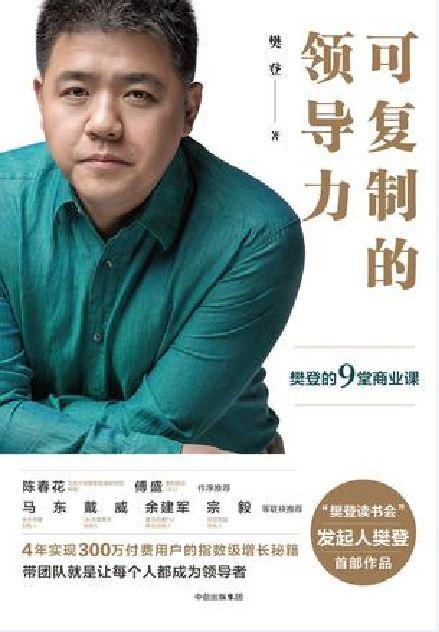 可复制的
领导力
樊登
著
樊登的9堂商业课
陈春花 傅盛 作序推荐
马东 戴威 余建军 宗毅 等联袂推荐
4年实现300万付费用户的指数级增长秘籍
带团队就是让每个人都成为领导者
“樊登读书会”
发起人樊登
首部作品
中信出版集团